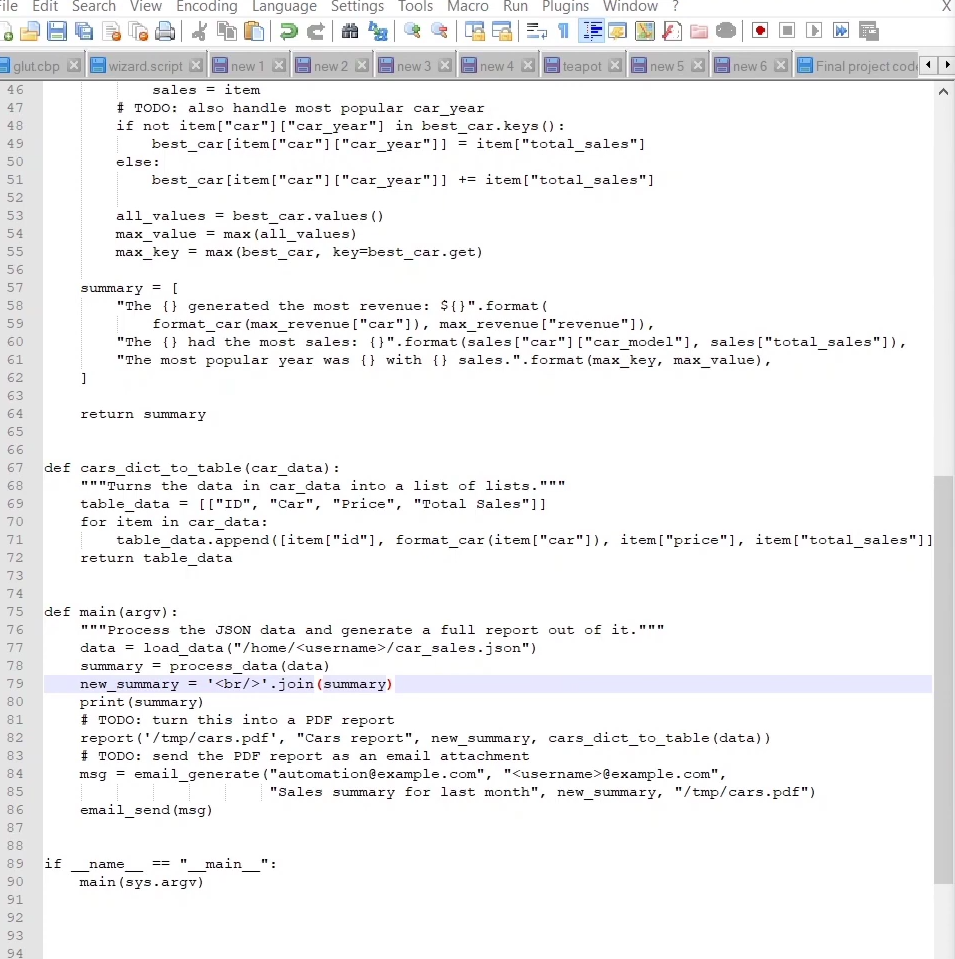 ile Edit Search View Encoding Language Settings Tools Macro Run Plugins Window ? X
glut.cbp wizard.script new 1 new 2 new 3 new 4 teapot new 5 new 6 Final project code
46 sales = item
47 # TODO: also handle most popular car_year
48 if not item["car"]["car_year"] in best_car.keys():
49 best_car[item["car"]["car_year"]] = item["total_sales"]
50 else:
51 best_car[item["car"]["car_year"]] += item["total_sales"]
52
53 all_values = best_car.values()
54 max_value = max(all_values)
55 max_key = max(best_car, key=best_car.get)
56
57 summary = [
58 "The {} generated the most revenue: ${}".format(
59 format_car(max_revenue["car"]), max_revenue["revenue"]),
60 "The {} had the most sales: {}".format(sales["car"]["car_model"], sales["total_sales"]),
61 "The most popular year was {} with {} sales.".format(max_key, max_value),
62 ]
63
64 return summary
65
66
67 def cars_dict_to_table(car_data):
68 """Turns the data in car_data into a list of lists."""
69 table_data = [["ID", "Car", "Price", "Total Sales"]]
70 for item in car_data:
71 table_data.append([item["id"], format_car(item["car"]), item["price"], item["total_sales"]]
72 return table_data
73
74
75 def main(argv):
76 """Process the JSON data and generate a full report out of it."""
77 data = load_data("/home/<username>/car_sales.json")
78 summary = process_data(data)
79 new_summary = '<br/>'.join(summary)
80 print(summary)
81 # TODO: turn this into a PDF report
82 report('/tmp/cars.pdf', "Cars report", new_summary, cars_dict_to_table(data))
83 # TODO: send the PDF report as an email attachment
84 msg = email_generate("automation@example.com", "<username>@example.com",
85 "Sales summary for last month", new_summary, "/tmp/cars.pdf")
86 email_send(msg)
87
88
89 if __name__ == "__main__":
90 main(sys.argv)
91
92
93
94